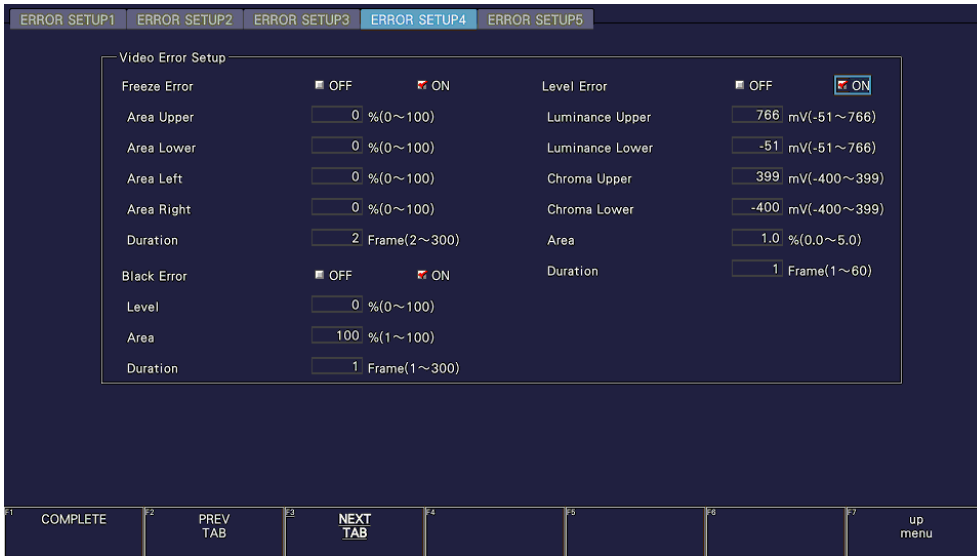 ERROR SETUP1 ERROR SETUP2 ERROR SETUP3 ERROR SETUP4 ERROR SETUP5
Video Error Setup
Freeze Error OFF ON
Area Upper 0 %(0～100)
Area Lower 0 %(0～100)
Area Left 0 %(0～100)
Area Right 0 %(0～100)
Duration 2 Frame(2～300)
Black Error OFF ON
Level 0 %(0～100)
Area 100 %(1～100)
Duration 1 Frame(1～300)
Level Error OFF ON
Luminance Upper 766 mV(-51～766)
Luminance Lower -51 mV(-51～766)
Chroma Upper 399 mV(-400～399)
Chroma Lower -400 mV(-400～399)
Area 1.0 %(0.0～5.0)
Duration 1 Frame(1～60)
F1 COMPLETE
F2 PREV
TAB
F3 NEXT
TAB
F4
F5
F6
F7 up
menu